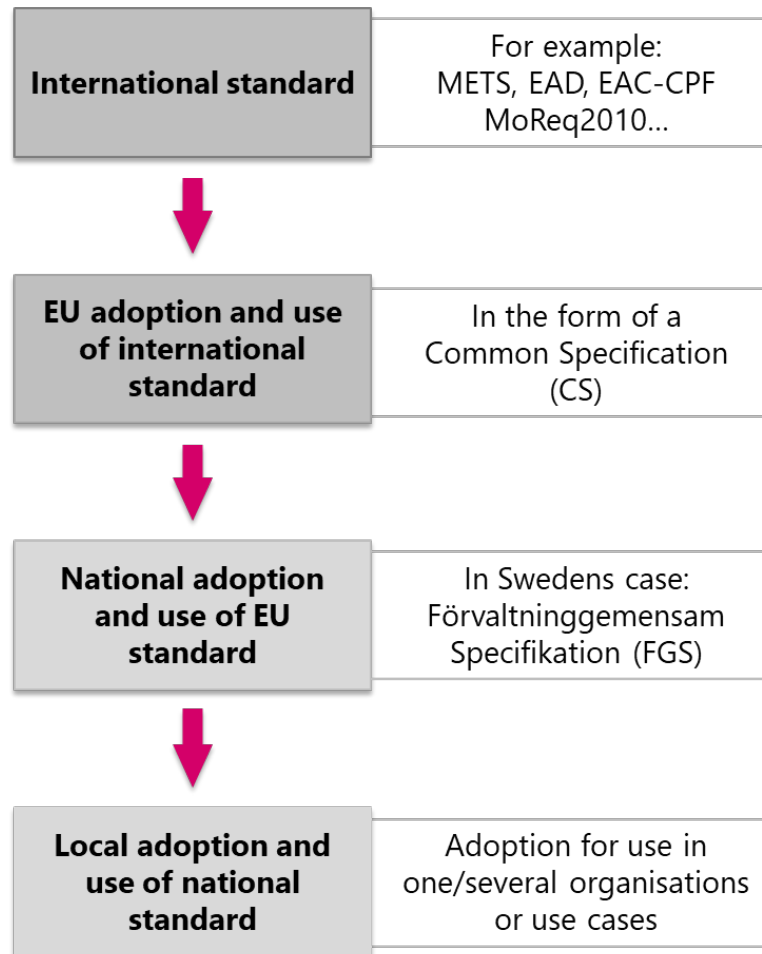 International standard
For example:
METS, EAD, EAC-CPF
MoReq2010...
EU adoption and use
of international
standard
In the form of a
Common Specification
(CS)
National adoption
and use of EU
standard
In Swedens case:
Förvaltninggemensam
Specifikation (FGS)
Local adoption and
use of national
standard
Adoption for use in
one/several organisations
or use cases